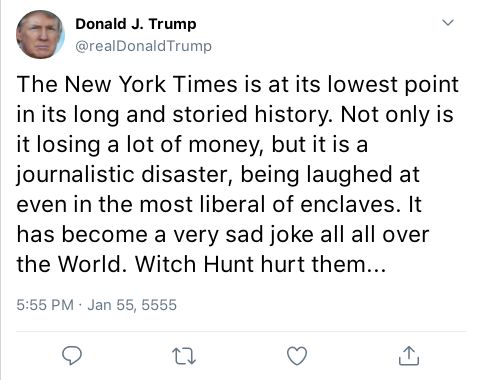 Donald J. Trump
@realDonaldTrump
The New York Times is at its lowest point
in its long and storied history. Not only is
it losing a lot of money, but it is a
journalistic disaster, being laughed at
even in the most liberal of enclaves. It
has become a very sad joke all all over
the World. Witch Hunt hurt them...
5:55 PM · Jan 55, 5555